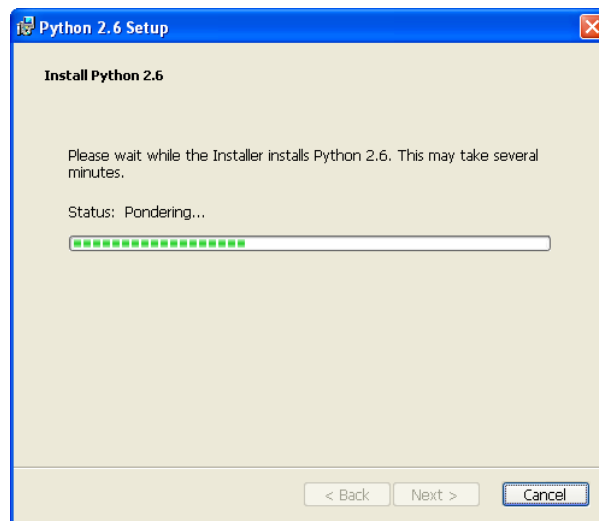 Python 2.6 Setup
Install Python 2.6
Please wait while the Installer installs Python 2.6. This may take several
minutes.
Status: Pondering...
< Back Next > Cancel